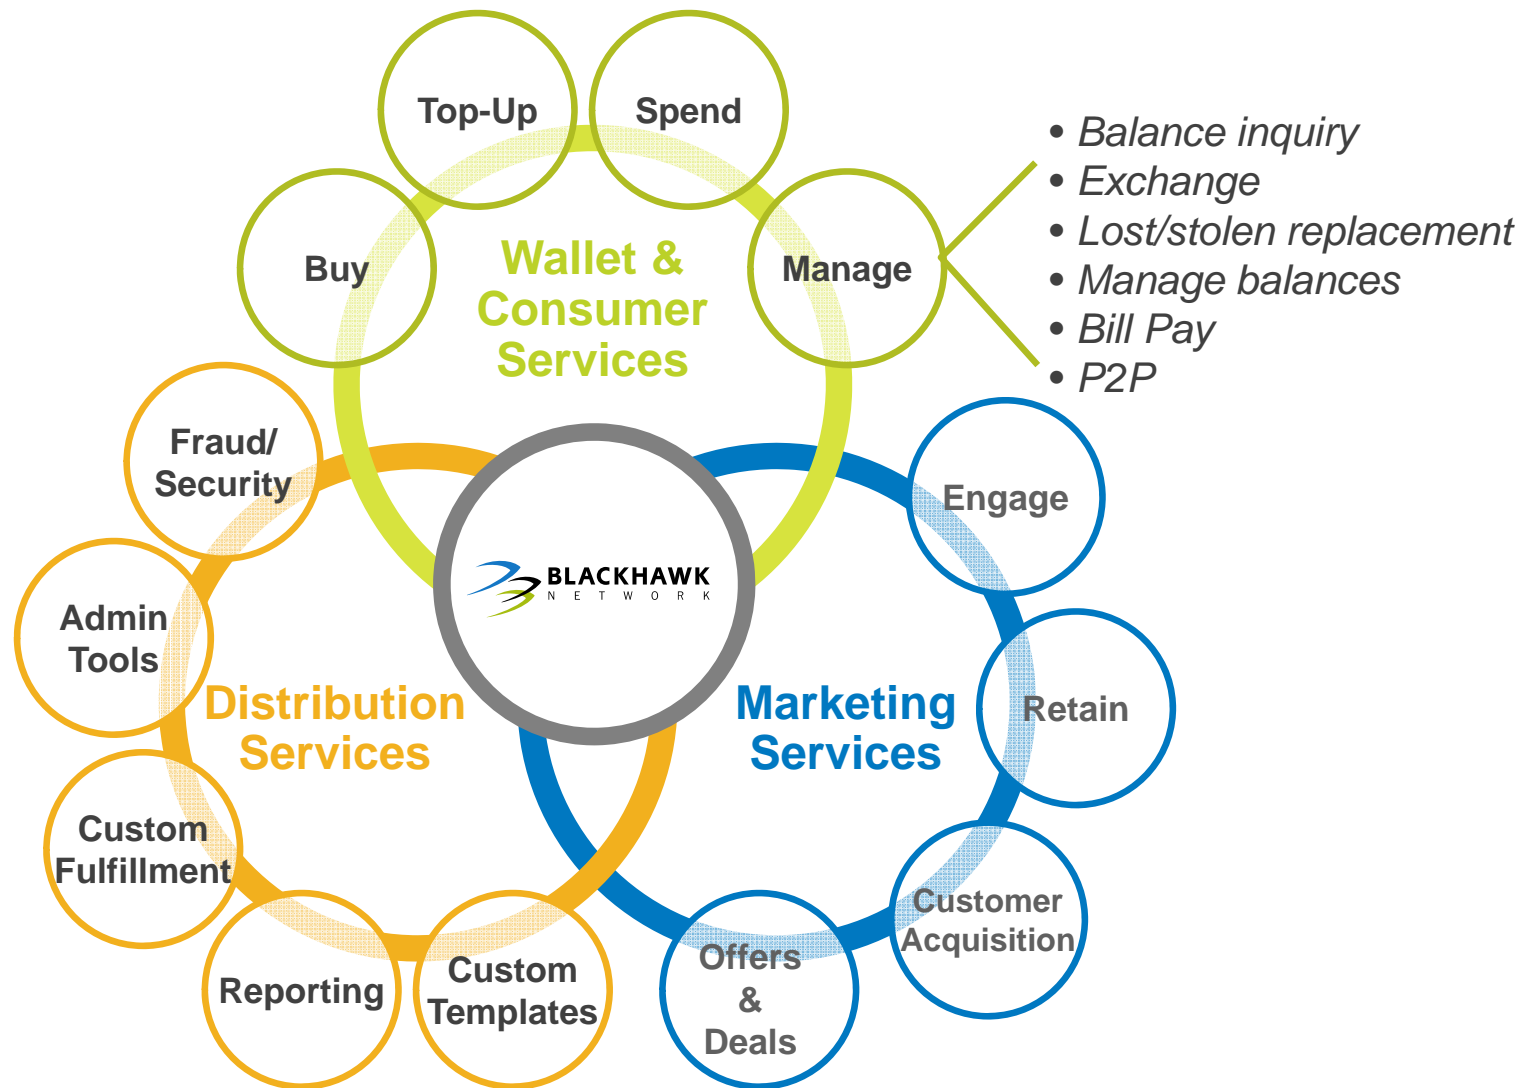 Top-Up
Spend
Buy
Wallet &
Consumer
Services
Manage
• Balance inquiry
• Exchange
• Lost/stolen replacement
• Manage balances
• Bill Pay
• P2P
Fraud/
Security
Admin
Tools
Custom
Fulfillment
Reporting
Custom
Templates
Distribution
Services
BLACKHAWK
NETWORK
Marketing
Services
Engage
Retain
Customer
Acquisition
Offers
&
Deals